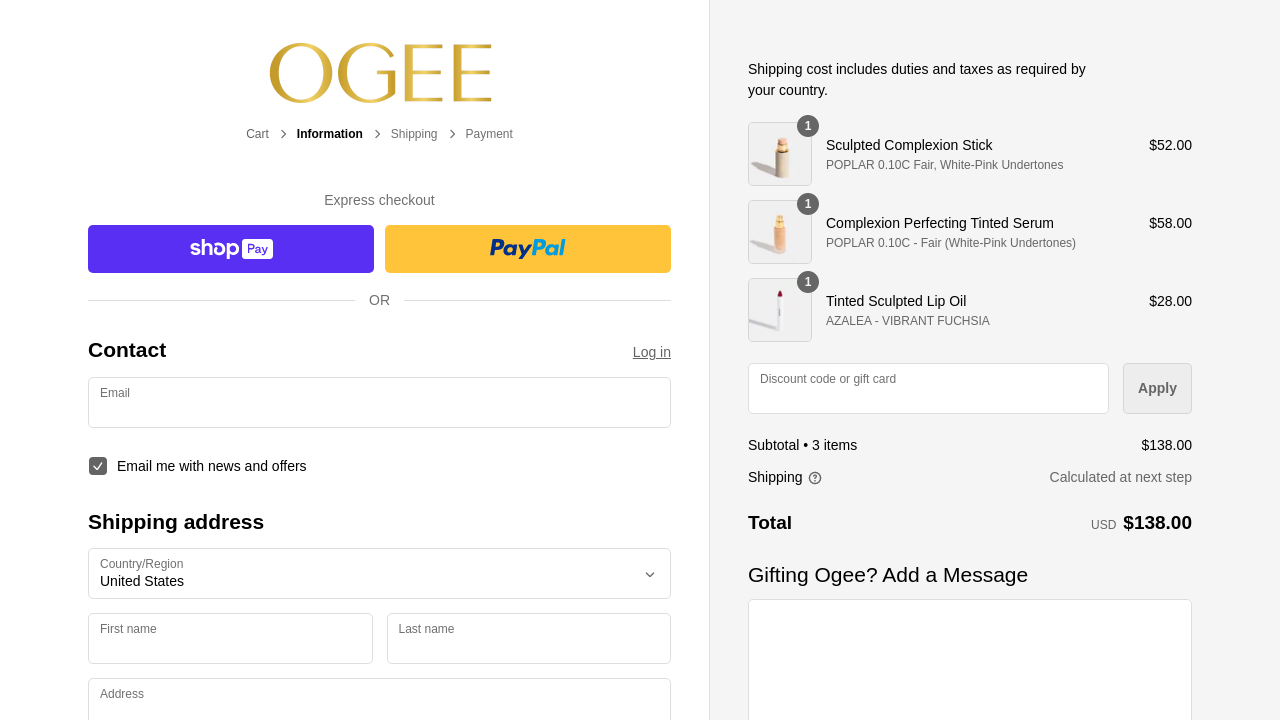 OGEE
Cart
Information
Shipping
Payment
Express checkout
shop Pay
PayPal
OR
Contact
Log in
Email
Email me with news and offers
Shipping address
Country/Region
United States
First name
Last name
Address
Shipping cost includes duties and taxes as required by
your country.
1
Sculpted Complexion Stick
$52.00
POPLAR 0.10C Fair, White-Pink Undertones
1
Complexion Perfecting Tinted Serum
$58.00
POPLAR 0.10C - Fair (White-Pink Undertones)
1
Tinted Sculpted Lip Oil
$28.00
AZALEA - VIBRANT FUCHSIA
Discount code or gift card
Apply
Subtotal • 3 items
$138.00
Shipping
Calculated at next step
Total
USD $138.00
Gifting Ogee? Add a Message